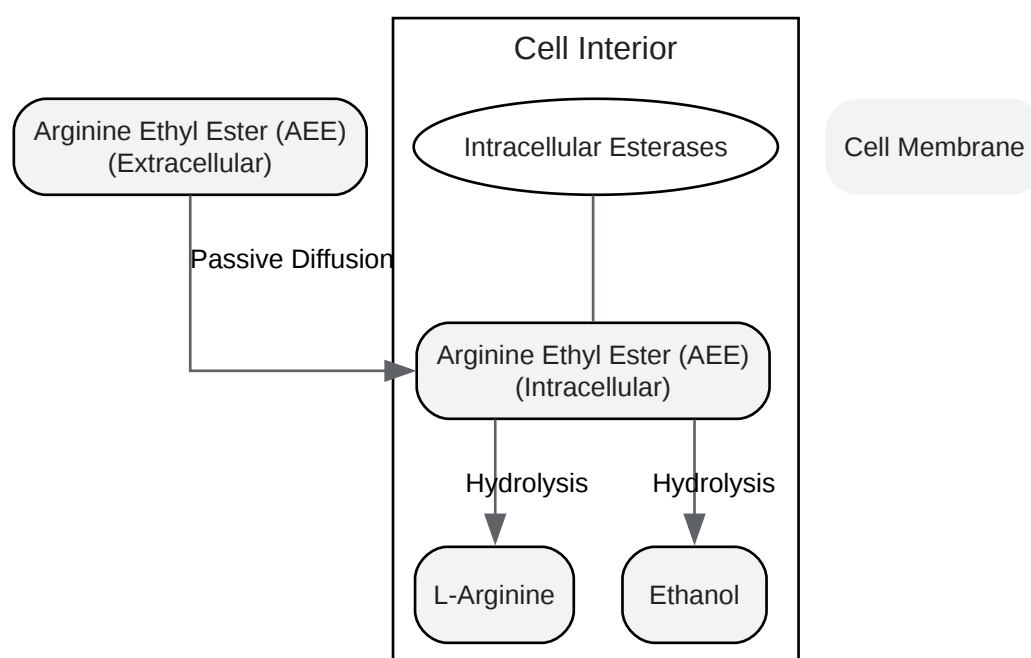 Cell Interior
Arginine Ethyl Ester (AEE)
(Extracellular)
Intracellular Esterases
Cell Membrane
Passive Diffusion
Arginine Ethyl Ester (AEE)
(Intracellular)
Hydrolysis
Hydrolysis
L-Arginine
Ethanol